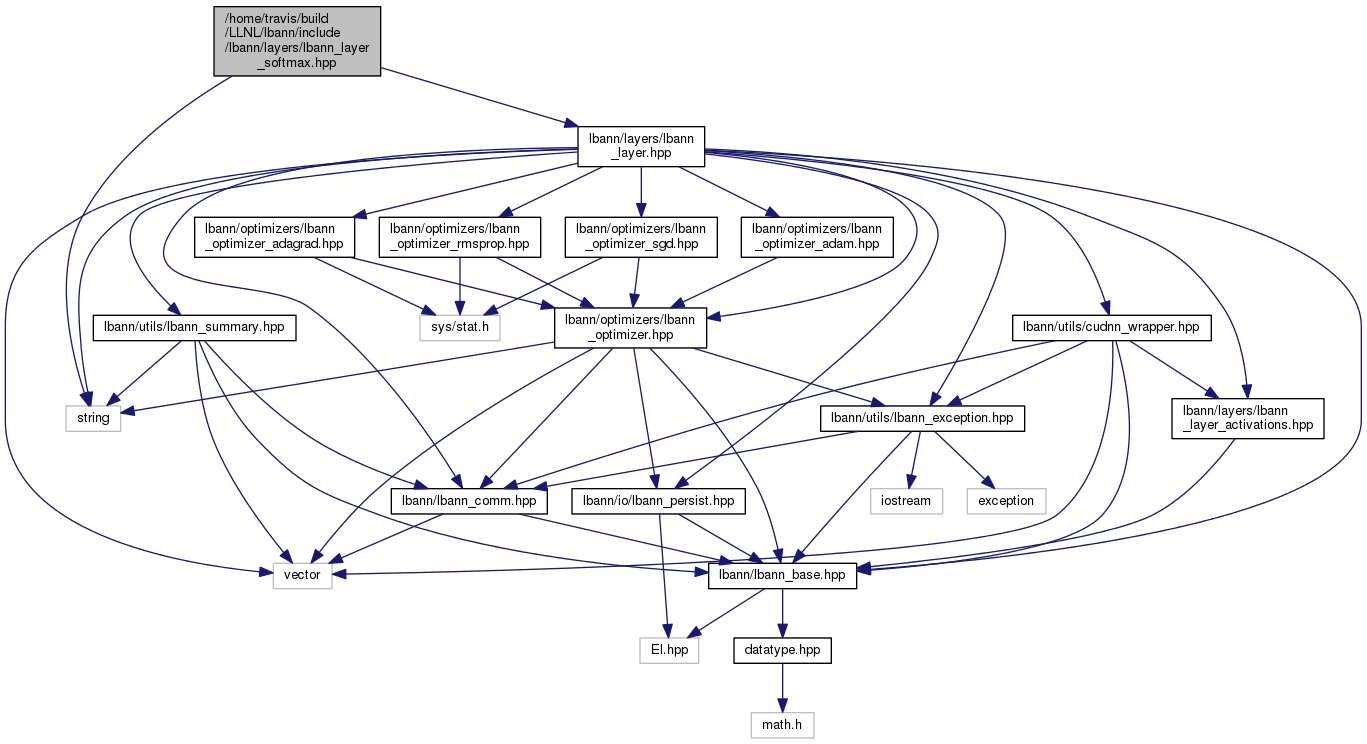 /home/travis/build
/LLNL/lbann/include
/lbann/layers/lbann_layer
_softmax.hpp
lbann/layers/lbann
_layer.hpp
lbann/optimizers/lbann
_optimizer_adagrad.hpp
lbann/optimizers/lbann
_optimizer_rmsprop.hpp
lbann/optimizers/lbann
_optimizer_sgd.hpp
lbann/optimizers/lbann
_optimizer_adam.hpp
lbann/utils/lbann_summary.hpp
sys/stat.h
lbann/optimizers/lbann
_optimizer.hpp
lbann/utils/cudnn_wrapper.hpp
string
lbann/utils/lbann_exception.hpp
lbann/layers/lbann
_layer_activations.hpp
lbann/lbann_comm.hpp
lbann/io/lbann_persist.hpp
iostream
exception
vector
lbann/lbann_base.hpp
El.hpp
datatype.hpp
math.h